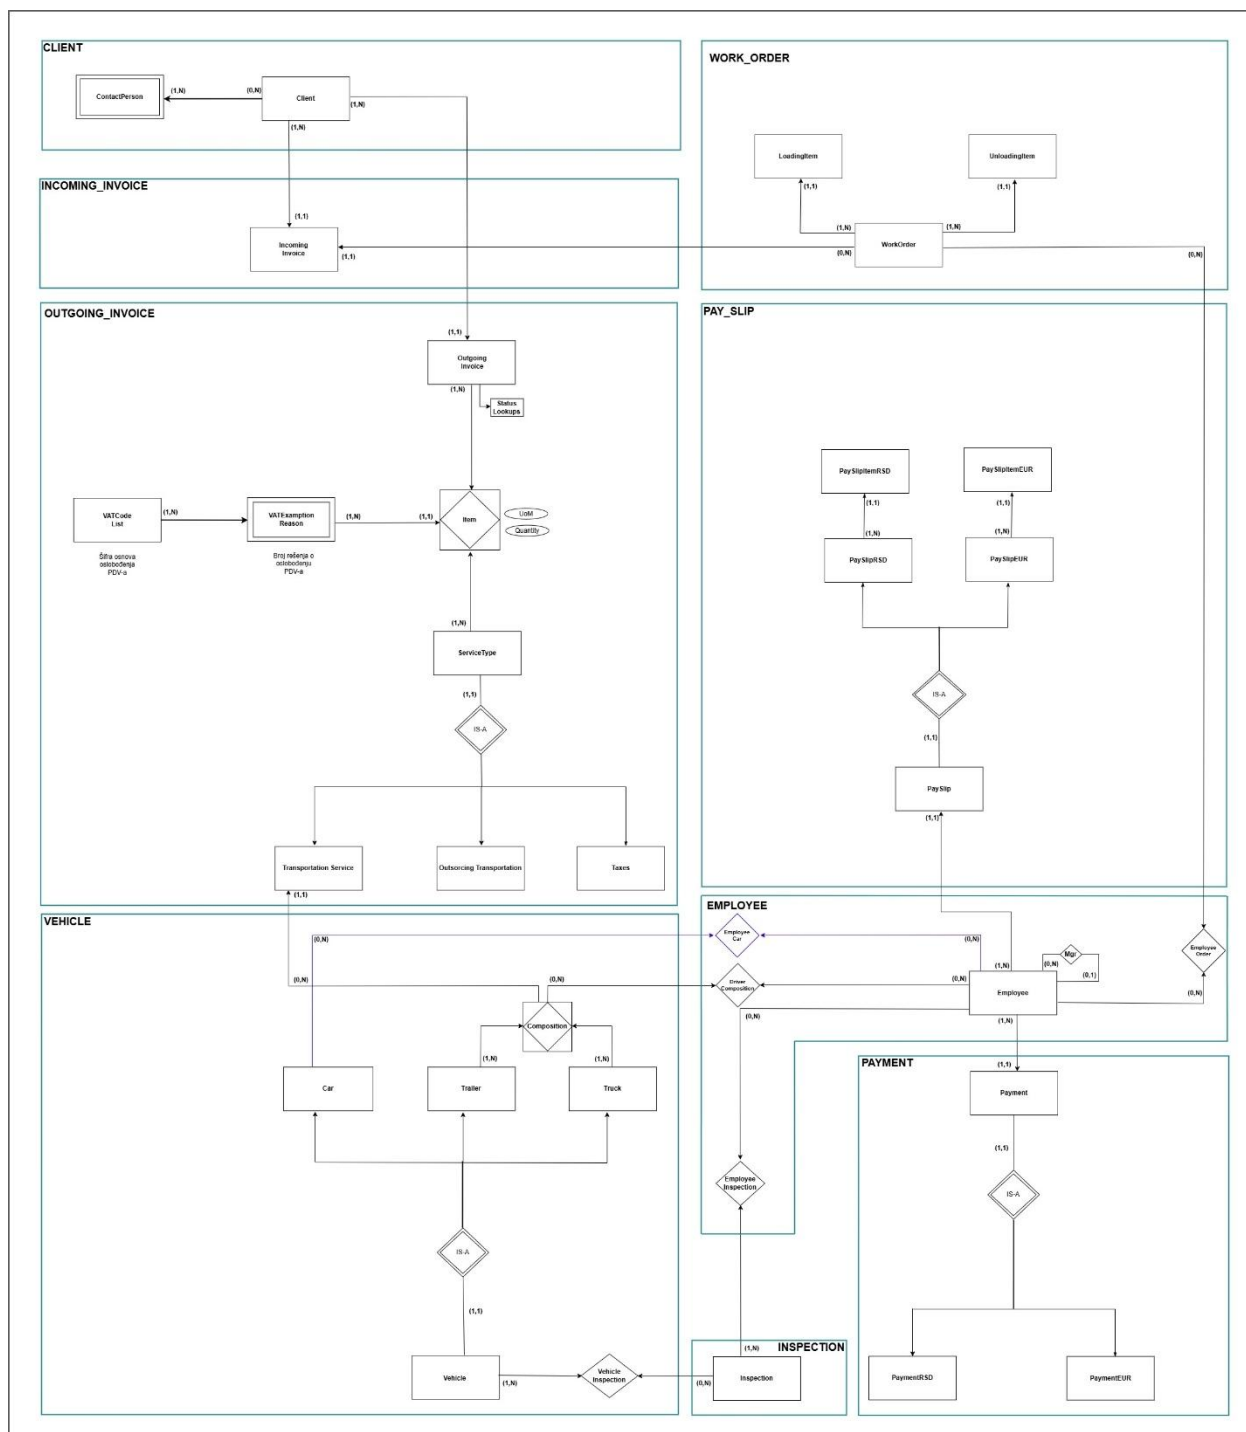 CLIENT
ContactPerson
(1,N)
(0,N)
Client
(1,N)
(1,N)
INCOMING_INVOICE
(1,1)
Incoming
Invoice
(1,1)
WORK_ORDER
LoadingItem
UnloadingItem
(1,1)
(1,1)
(1,N)
(1,N)
WorkOrder
(0,N)
(0,N)
OUTGOING_INVOICE
(1,1)
Outgoing
Invoice
(1,N)
Status
Lookups
VATCode
List
(1,N)
VATExamption
Reason
(1,N)
(1,1)
Item
UoM
Quantity
Šifra osnova
oslobođenja
PDV-a
Broj rešenja o
oslobođenju
PDV-a
(1,N)
ServiceType
(1,1)
IS-A
Transportation Service
Outsorcing Transportation
Taxes
(1,1)
PAY_SLIP
PaySlipItemRSD
PaySlipItemEUR
(1,1)
(1,1)
(1,N)
(1,N)
PaySlipRSD
PaySlipEUR
IS-A
(1,1)
PaySlip
(1,1)
VEHICLE
(0,N)
(0,N)
(0,N)
Composition
(1,N)
(1,N)
Car
Trailer
Truck
IS-A
(1,1)
Vehicle
(1,N)
Vehicle
Inspection
EMPLOYEE
Employee
Car
(0,N)
(1,N)
(0,N)
Mgr
(0,1)
Employee
Order
Driver
Composition
(0,N)
Employee
(0,N)
(0,N)
(1,N)
Employee
Inspection
INSPECTION
(1,N)
(0,N)
Inspection
PAYMENT
(1,1)
Payment
(1,1)
IS-A
PaymentRSD
PaymentEUR